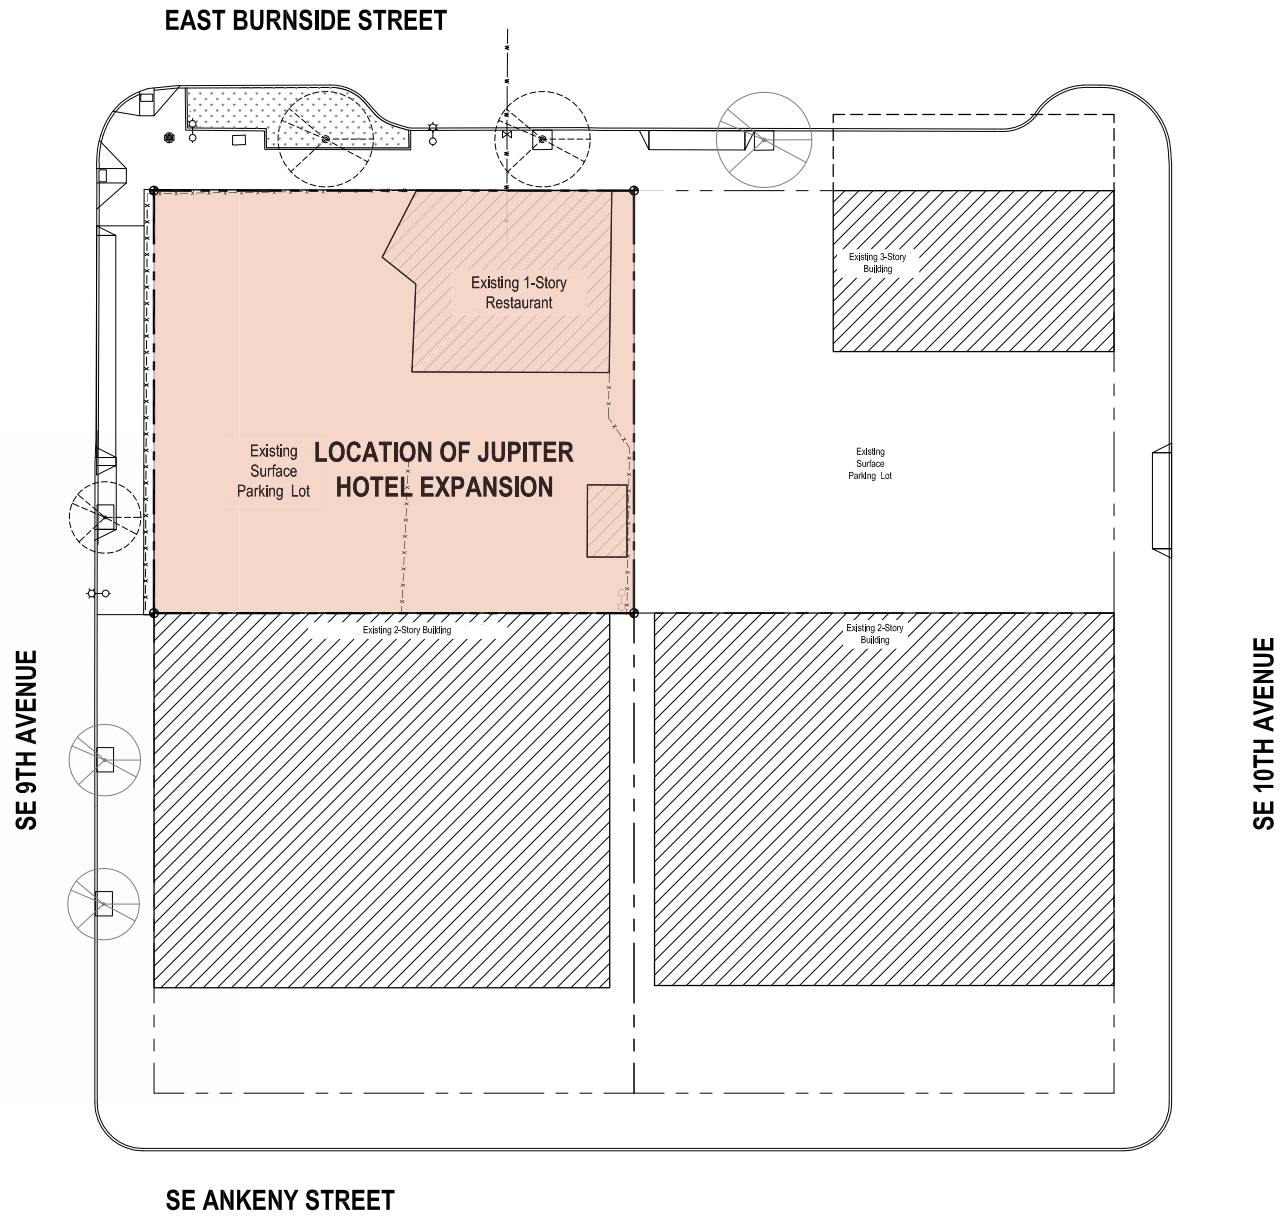 EAST BURNSIDE STREET
Existing 3-Story
Building
Existing 1-Story
Restaurant
LOCATION OF JUPITER
HOTEL EXPANSION
Existing
Surface
Parking Lot
Existing
Surface
Parking Lot
Existing 2-Story Building
Existing 2-Story
Building
SE 9TH AVENUE
SE 10TH AVENUE
SE ANKENY STREET